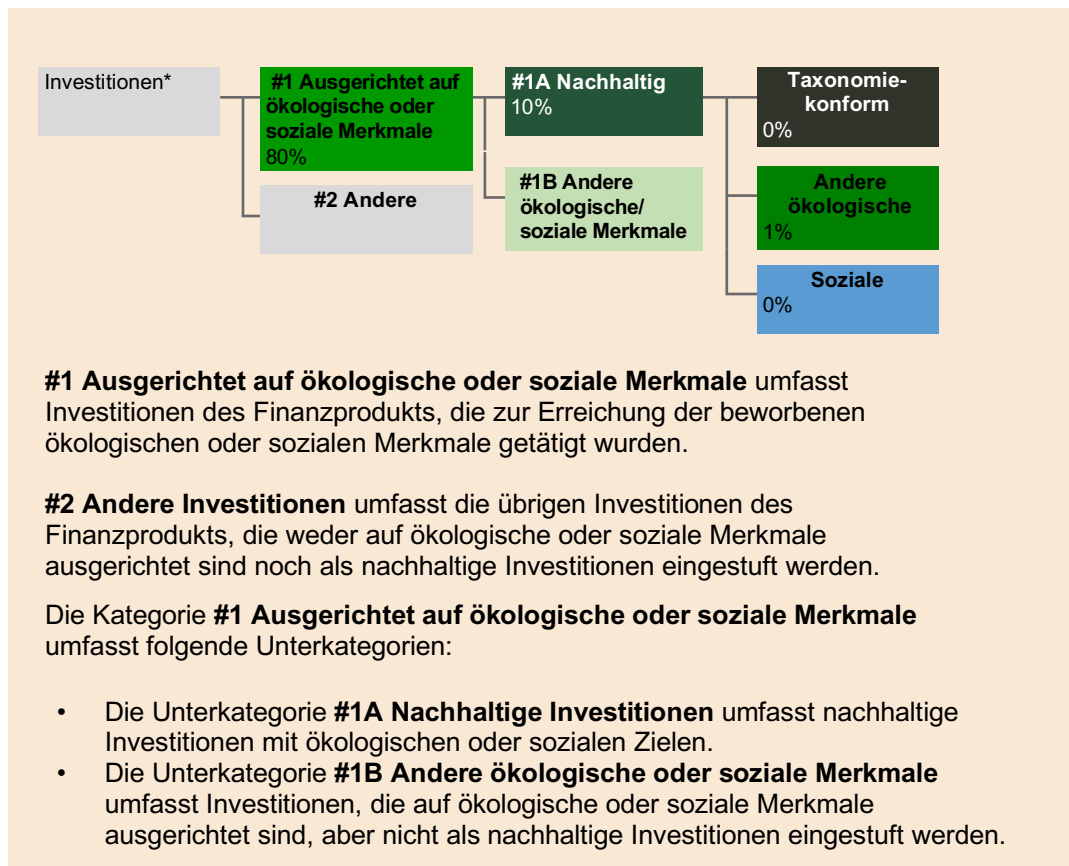 Investitionen*
#1 Ausgerichtet auf
ökologische oder
soziale Merkmale
80%
#2 Andere
#1A Nachhaltig
10%
#1B Andere
ökologische/
soziale Merkmale
Taxonomie-
konform
0%
Andere
ökologische
1%
Soziale
0%
#1 Ausgerichtet auf ökologische oder soziale Merkmale umfasst
Investitionen des Finanzprodukts, die zur Erreichung der beworbenen
ökologischen oder sozialen Merkmale getätigt wurden.
#2 Andere Investitionen umfasst die übrigen Investitionen des
Finanzprodukts, die weder auf ökologische oder soziale Merkmale
ausgerichtet sind noch als nachhaltige Investitionen eingestuft werden.
Die Kategorie #1 Ausgerichtet auf ökologische oder soziale Merkmale
umfasst folgende Unterkategorien:
• Die Unterkategorie #1A Nachhaltige Investitionen umfasst nachhaltige
Investitionen mit ökologischen oder sozialen Zielen.
• Die Unterkategorie #1B Andere ökologische oder soziale Merkmale
umfasst Investitionen, die auf ökologische oder soziale Merkmale
ausgerichtet sind, aber nicht als nachhaltige Investitionen eingestuft werden.